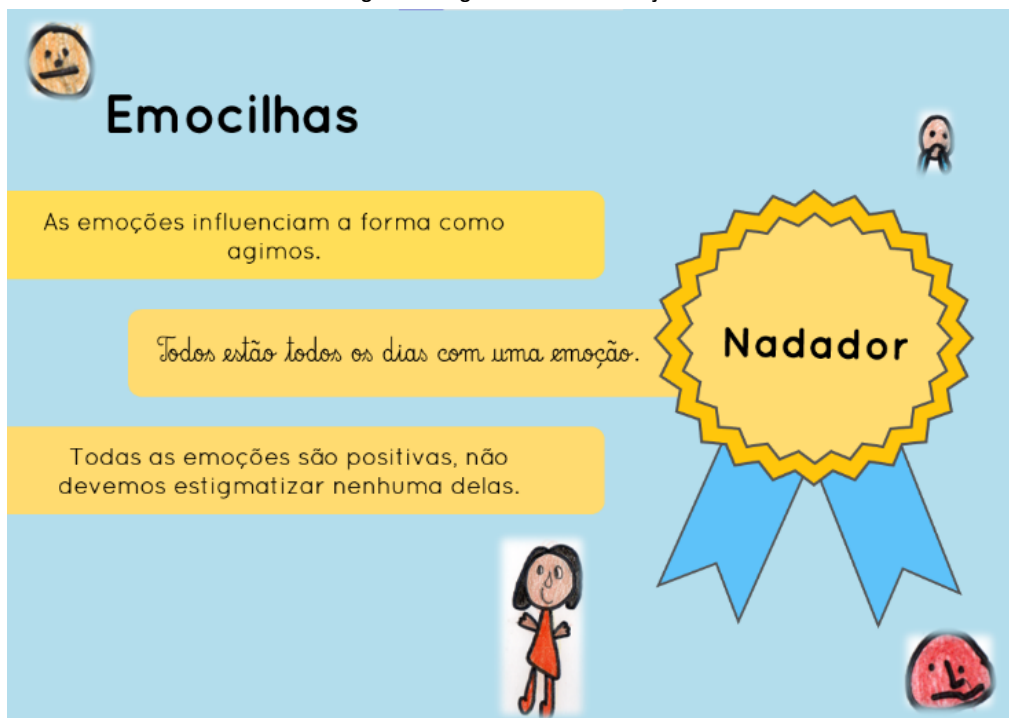 Emocilhas
As emoções influenciam a forma como
agimos.
Todos estão todos os dias com uma emoção.
Nadador
Todas as emoções são positivas, não
devemos estigmatizar nenhuma delas.